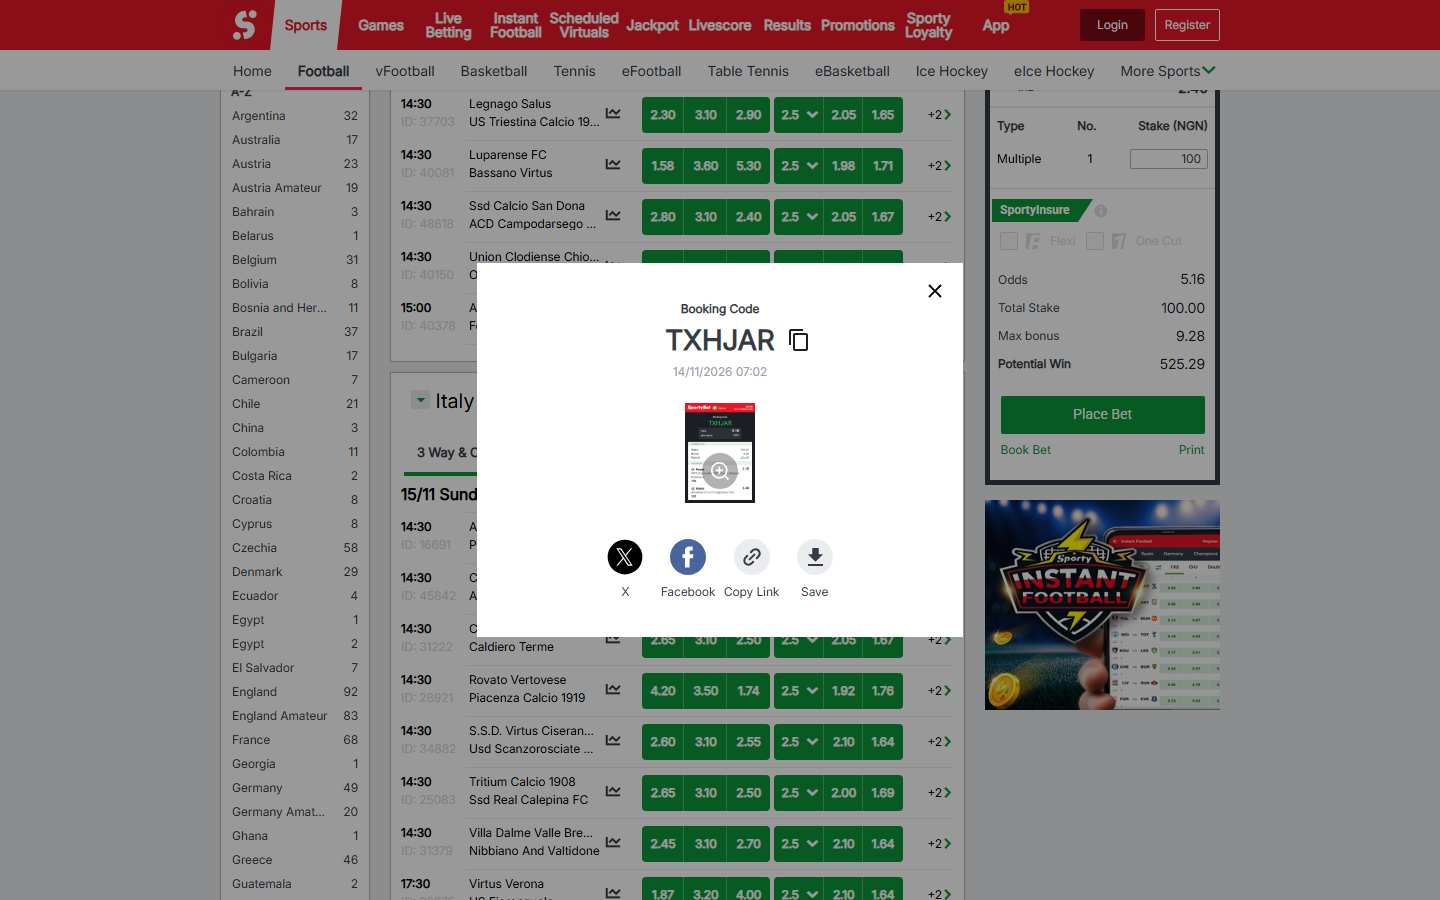 Sports
Games
Live Betting
Instant Football
Scheduled Virtuals
Jackpot
Livescore
Results
Promotions
Sporty Loyalty
App
HOT
Login
Register
Home
Football
vFootball
Basketball
Tennis
eFootball
Table Tennis
eBasketball
Ice Hockey
eIce Hockey
More Sports
A-Z
Argentina 32
Australia 17
Austria 23
Austria Amateur 19
Bahrain 3
Belarus 1
Belgium 31
Bolivia 8
Bosnia and Her... 11
Brazil 37
Bulgaria 17
Cameroon 7
Chile 21
China 3
Colombia 11
Costa Rica 2
Croatia 8
Cyprus 8
Czechia 58
Denmark 29
Ecuador 4
Egypt 1
Egypt 2
El Salvador 7
England 92
England Amateur 83
France 68
Georgia 1
Germany 49
Germany Amat... 20
Ghana 1
Greece 46
Guatemala 2
14:30 Legnago Salus 2.30 3.10 2.90 2.5 2.05 1.65 +2
ID: 37703 US Triestina Calcio 19...
14:30 Luparense FC 1.58 3.60 5.30 2.5 1.98 1.71 +2
ID: 40081 Bassano Virtus
14:30 Ssd Calcio San Dona 2.80 3.10 2.40 2.5 2.05 1.67 +2
ID: 48618 ACD Campodarsego ...
14:30 Union Clodiense Chio...
ID: 40150
15:00
ID: 40378
Italy
3 Way &
15/11 Sund
14:30
ID: 16691
14:30
ID: 45842
14:30
ID: 31222 Caldiero Terme 2.65 3.10 2.50 2.5 2.05 1.67 +2
14:30 Rovato Vertovese 4.20 3.50 1.74 2.5 1.92 1.76 +2
ID: 28921 Piacenza Calcio 1919
14:30 S.S.D. Virtus Ciseran... 2.60 3.10 2.55 2.5 2.10 1.64 +2
ID: 34882 Usd Scanzorosciate ...
14:30 Tritium Calcio 1908 2.65 3.10 2.50 2.5 2.00 1.69 +2
ID: 25083 Ssd Real Calepina FC
14:30 Villa Dalme Valle Bre... 2.45 3.10 2.70 2.5 2.10 1.64 +2
ID: 31379 Nibbiano And Valtidone
17:30 Virtus Verona 1.87 3.20 4.00 2.5 2.10 1.64 +2
Booking Code
TXHJAR
14/11/2026 07:02
SportyBet
TXHJAR
X
Facebook
Copy Link
Save
Type No. Stake (NGN)
Multiple 1 100
SportyInsure
Flexi
One Cut
Odds 5.16
Total Stake 100.00
Max bonus 9.28
Potential Win 525.29
Place Bet
Book Bet
Print
Sporty
INSTANT
FOOTBALL
Instant Football